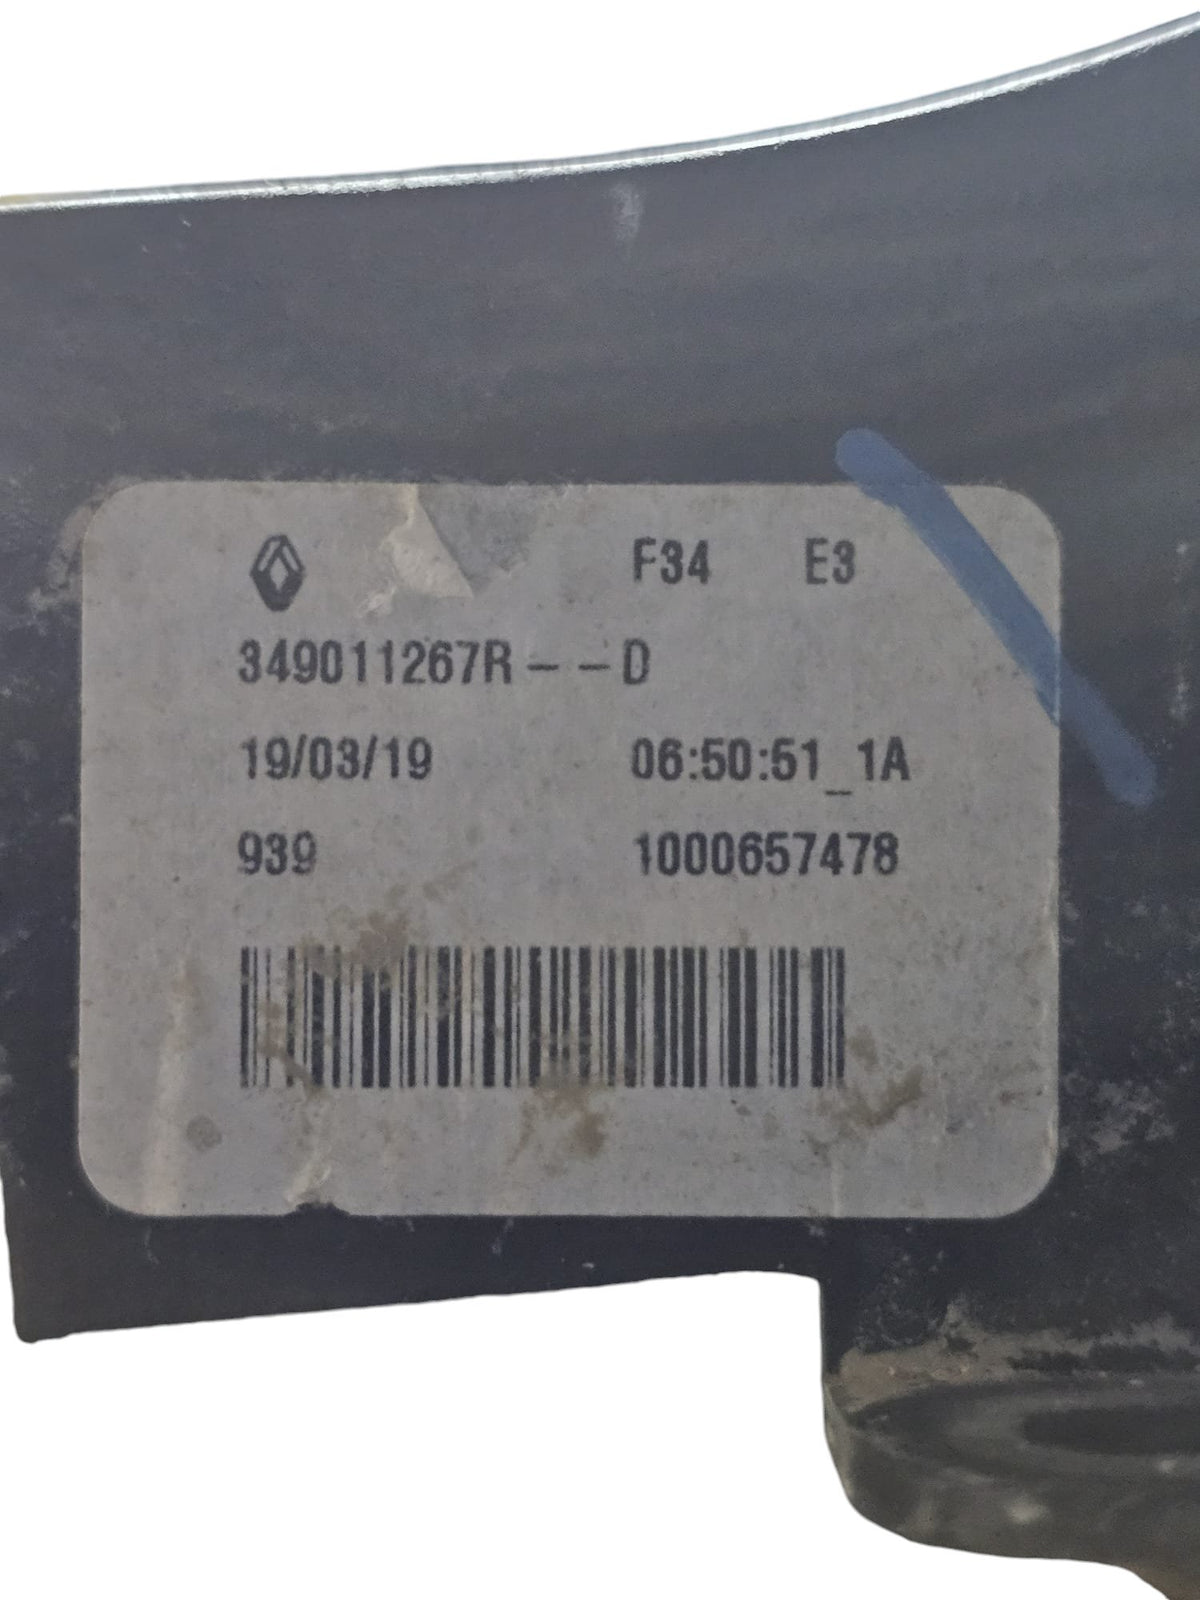 F34 E3
349011267R--D
19/03/19 06:50:51_1A
939 1000657478